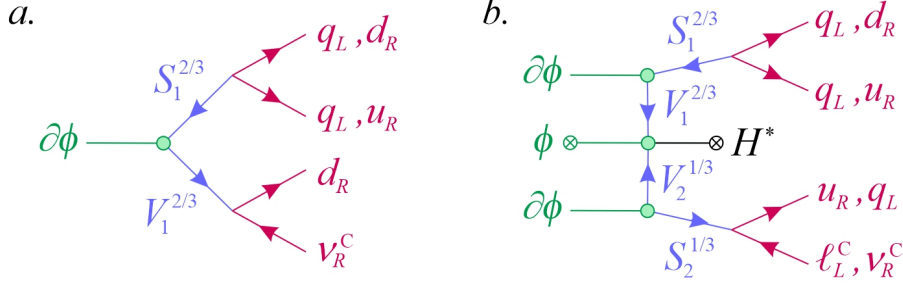 a.
q_L, d_R
S_1^{2/3}
q_L, u_R
∂ϕ
d_R
V_1^{2/3}
ν_R^C
b.
q_L, d_R
S_1^{2/3}
∂ϕ
q_L, u_R
V_1^{2/3}
ϕ
H^*
V_2^{1/3}
u_R, q_L
∂ϕ
S_2^{1/3}
ℓ_L^C, ν_R^C